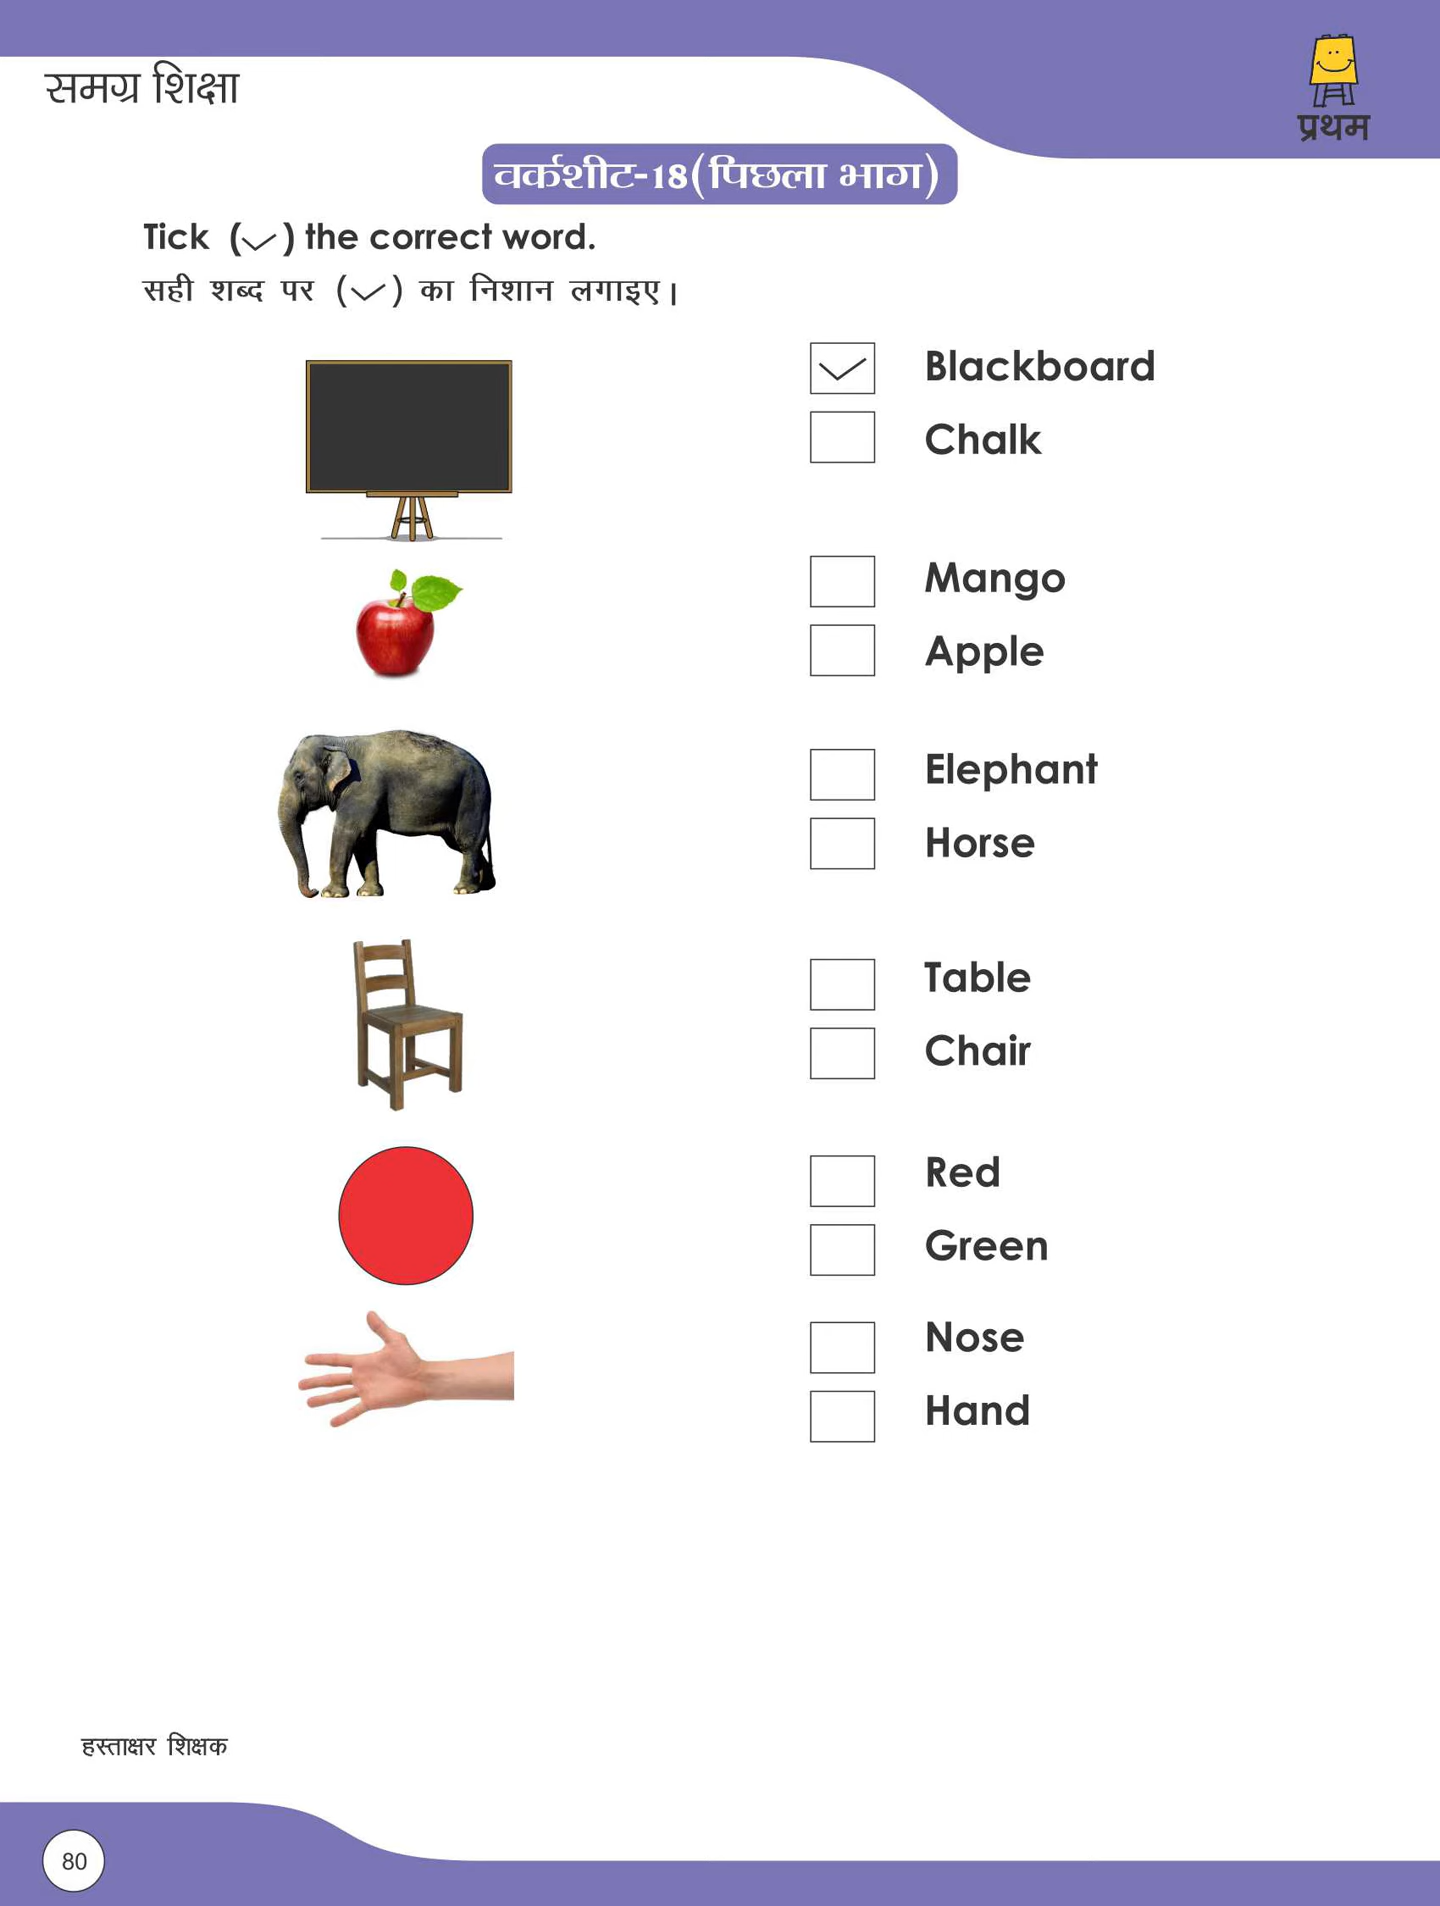 समग्र शिक्षा
प्रथम
वर्कशीट-18(पिछला भाग)
Tick (✓) the correct word.
सही शब्द पर (✓) का निशान लगाइए।
Blackboard
Chalk
Mango
Apple
Elephant
Horse
Table
Chair
Red
Green
Nose
Hand
हस्ताक्षर शिक्षक
80